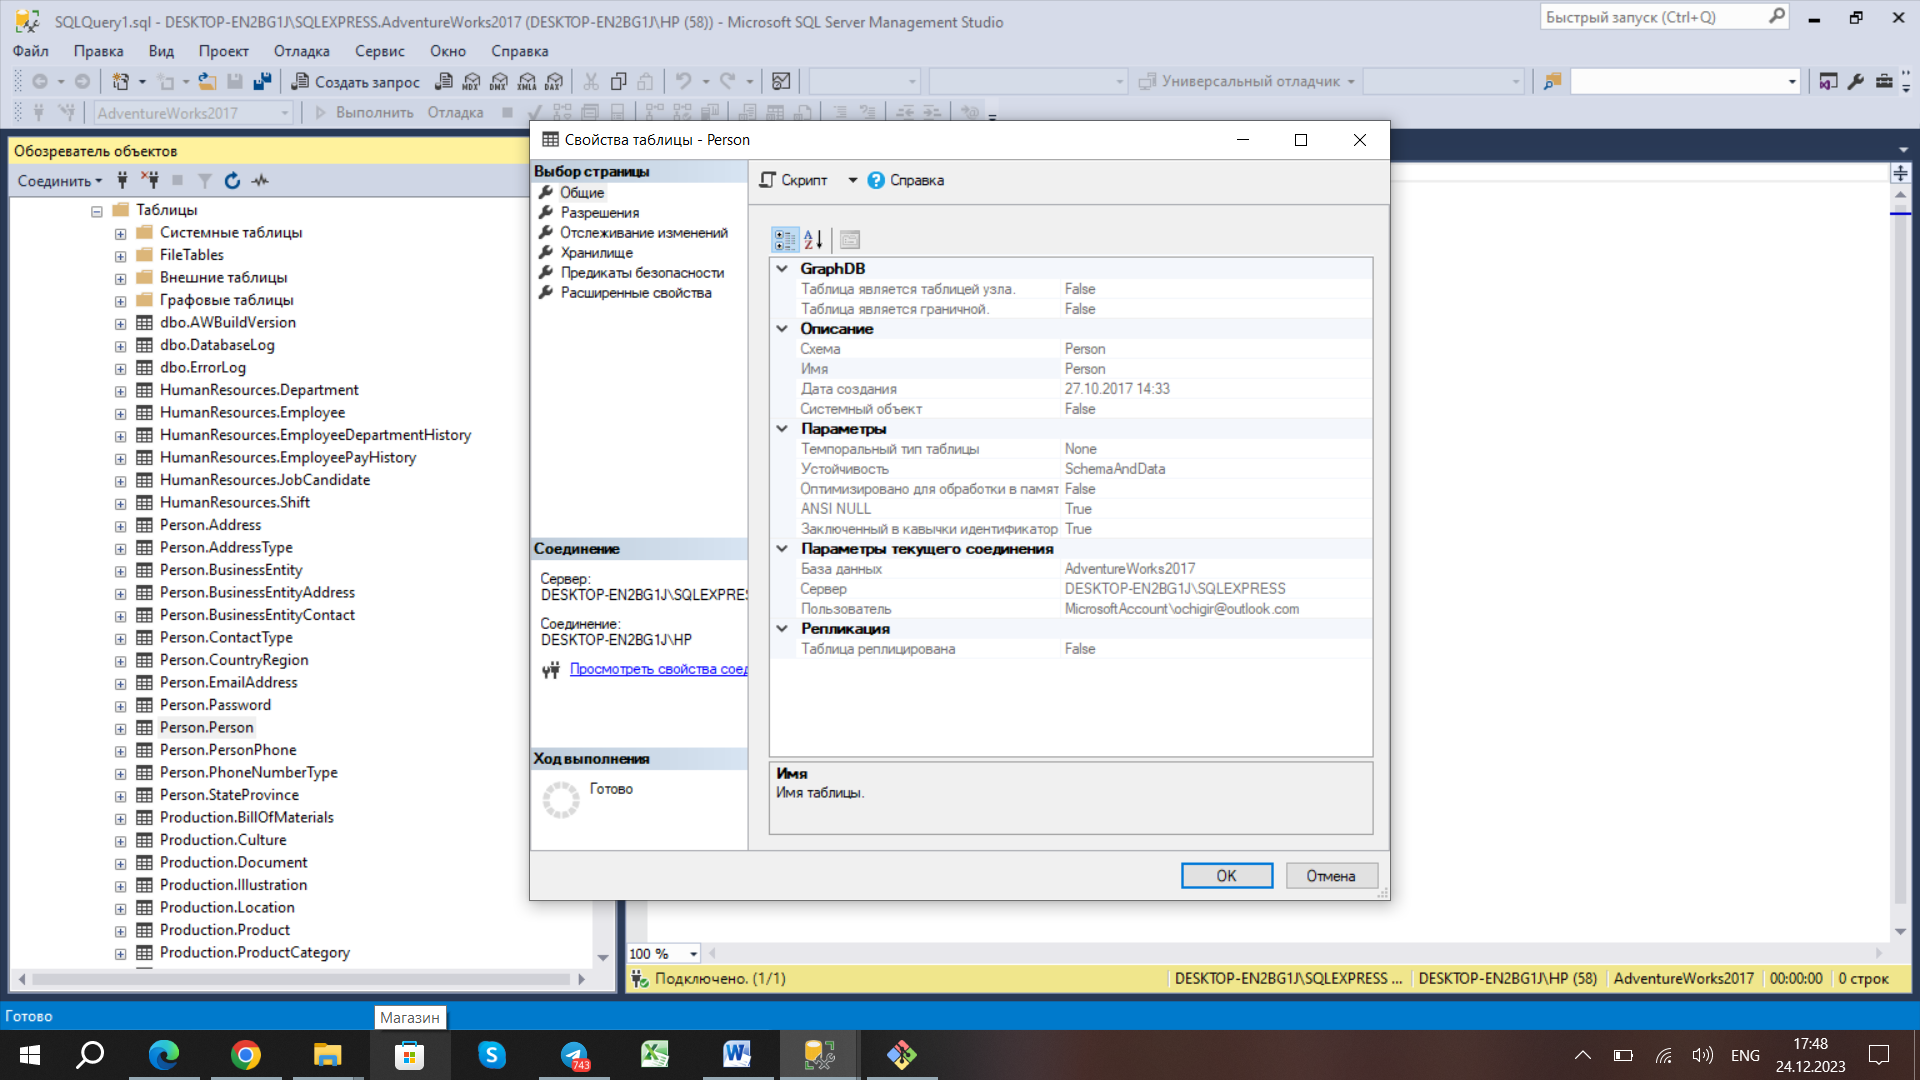 SQLQuery1.sql - DESKTOP-EN2BG1J\SQLEXPRESS.AdventureWorks2017 (DESKTOP-EN2BG1J\HP (58)) - Microsoft SQL Server Management Studio
Быстрый запуск (Ctrl+Q)
Файл Правка Вид Проект Отладка Сервис Окно Справка
Создать запрос MDX DMX XMLA DAX Универсальный отладчик
AdventureWorks2017 Выполнить Отладка
Обозреватель объектов
Соединить
Таблицы
Системные таблицы
FileTables
Внешние таблицы
Графовые таблицы
dbo.AWBuildVersion
dbo.DatabaseLog
dbo.ErrorLog
HumanResources.Department
HumanResources.Employee
HumanResources.EmployeeDepartmentHistory
HumanResources.EmployeePayHistory
HumanResources.JobCandidate
HumanResources.Shift
Person.Address
Person.AddressType
Person.BusinessEntity
Person.BusinessEntityAddress
Person.BusinessEntityContact
Person.ContactType
Person.CountryRegion
Person.EmailAddress
Person.Password
Person.Person
Person.PersonPhone
Person.PhoneNumberType
Person.StateProvince
Production.BillOfMaterials
Production.Culture
Production.Document
Production.Illustration
Production.Location
Production.Product
Production.ProductCategory
Свойства таблицы - Person
Выбор страницы
Общие
Разрешения
Отслеживание изменений
Хранилище
Предикаты безопасности
Расширенные свойства
Соединение
Сервер:
DESKTOP-EN2BG1J\SQLEXPRES
Соединение:
DESKTOP-EN2BG1J\HP
Просмотреть свойства соед
Ход выполнения
Готово
Скрипт Справка
GraphDB
Таблица является таблицей узла. False
Таблица является граничной. False
Описание
Схема Person
Имя Person
Дата создания 27.10.2017 14:33
Системный объект False
Параметры
Темпоральный тип таблицы None
Устойчивость SchemaAndData
Оптимизировано для обработки в памят False
ANSI NULL True
Заключенный в кавычки идентификатор True
Параметры текущего соединения
База данных AdventureWorks2017
Сервер DESKTOP-EN2BG1J\SQLEXPRESS
Пользователь MicrosoftAccount\ochigir@outlook.com
Репликация
Таблица реплицирована False
Имя
Имя таблицы.
OK Отмена
100 %
Подключено. (1/1) DESKTOP-EN2BG1J\SQLEXPRESS ... DESKTOP-EN2BG1J\HP (58) AdventureWorks2017 00:00:00 0 строк
Готово
Магазин
743
ENG
17:48
24.12.2023